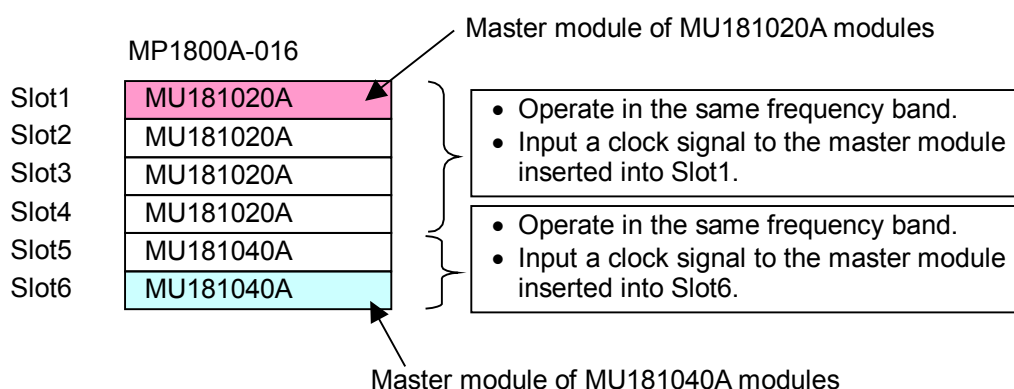 Master module of MU181020A modules
MP1800A-016
Slot1 MU181020A
Slot2 MU181020A
Slot3 MU181020A
Slot4 MU181020A
Slot5 MU181040A
Slot6 MU181040A
• Operate in the same frequency band.
• Input a clock signal to the master module
inserted into Slot1.
• Operate in the same frequency band.
• Input a clock signal to the master module
inserted into Slot6.
Master module of MU181040A modules